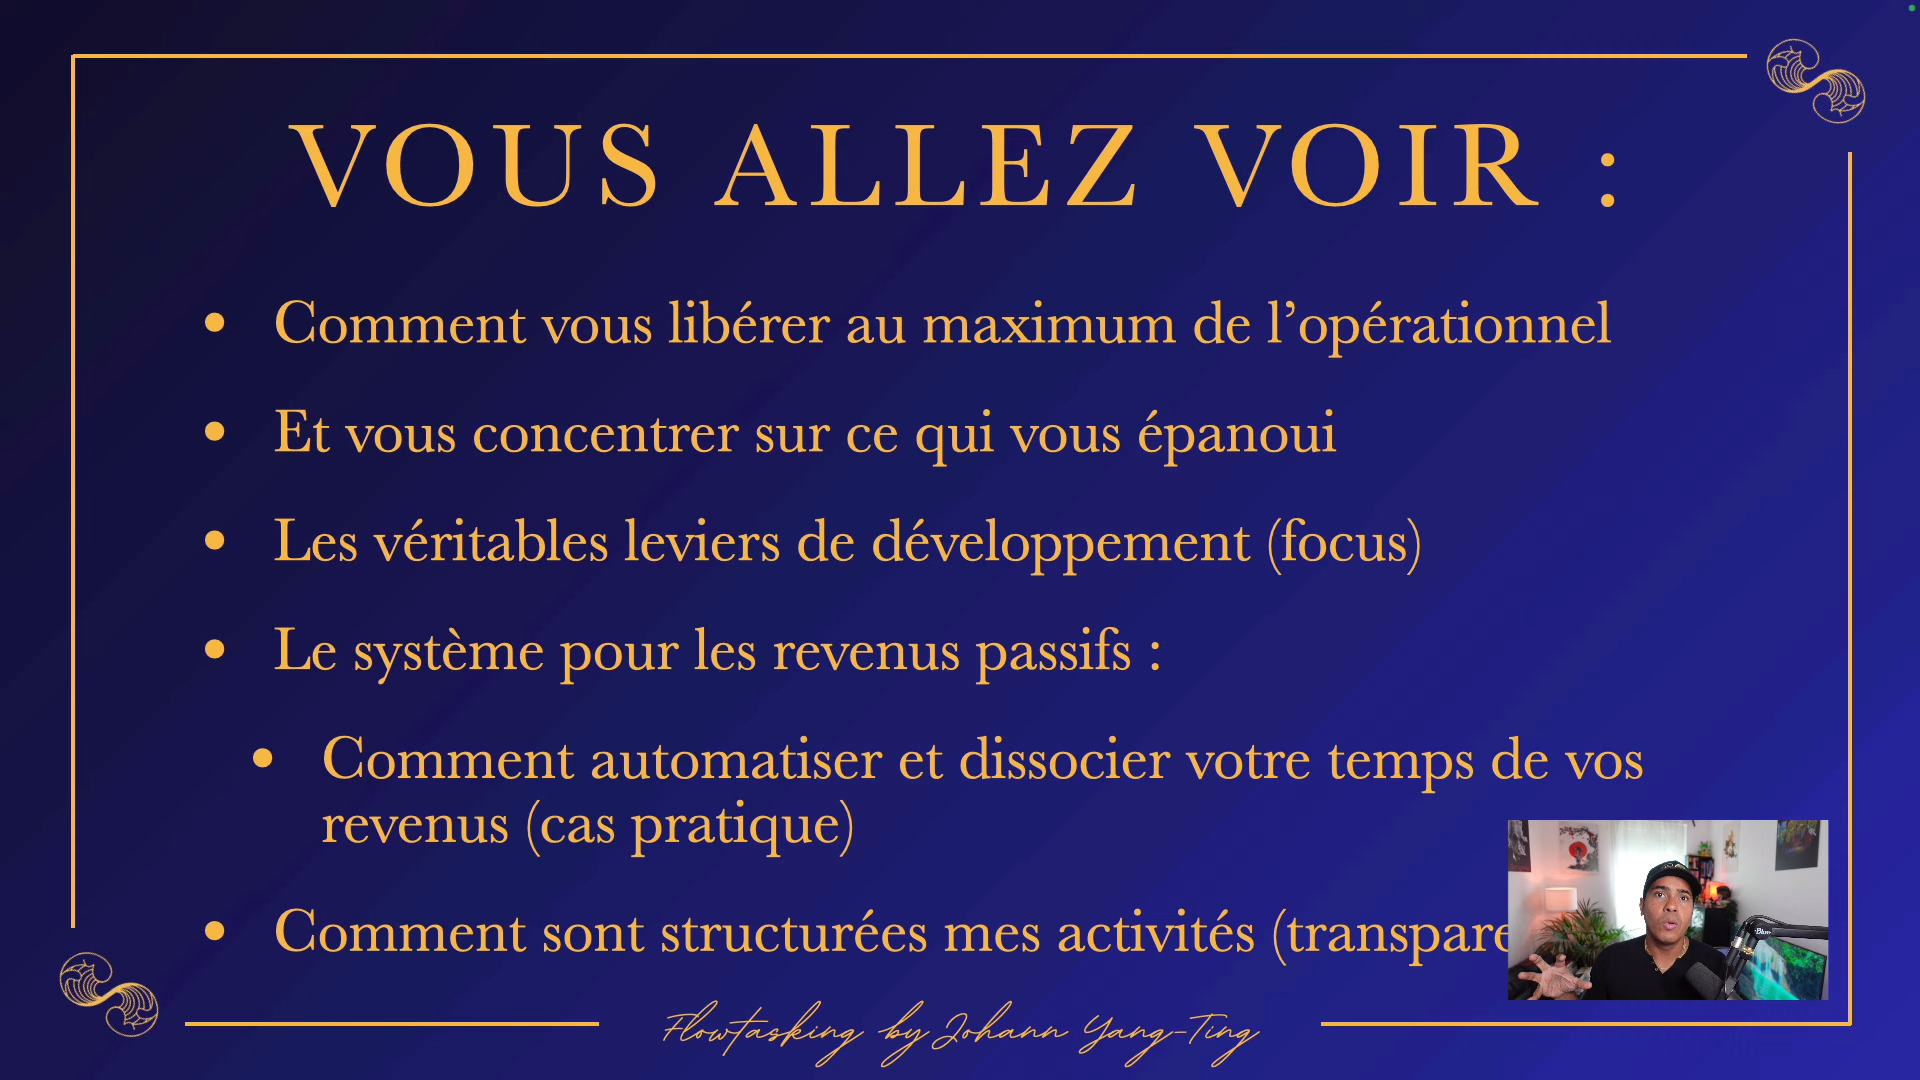 VOUS ALLEZ VOIR :
• Comment vous libérer au maximum de l’opérationnel
• Et vous concentrer sur ce qui vous épanoui
• Les véritables leviers de développement (focus)
• Le système pour les revenus passifs :
• Comment automatiser et dissocier votre temps de vos
revenus (cas pratique)
• Comment sont structurées mes activités (transpare
Flowtasking by Johann Yang-Ting